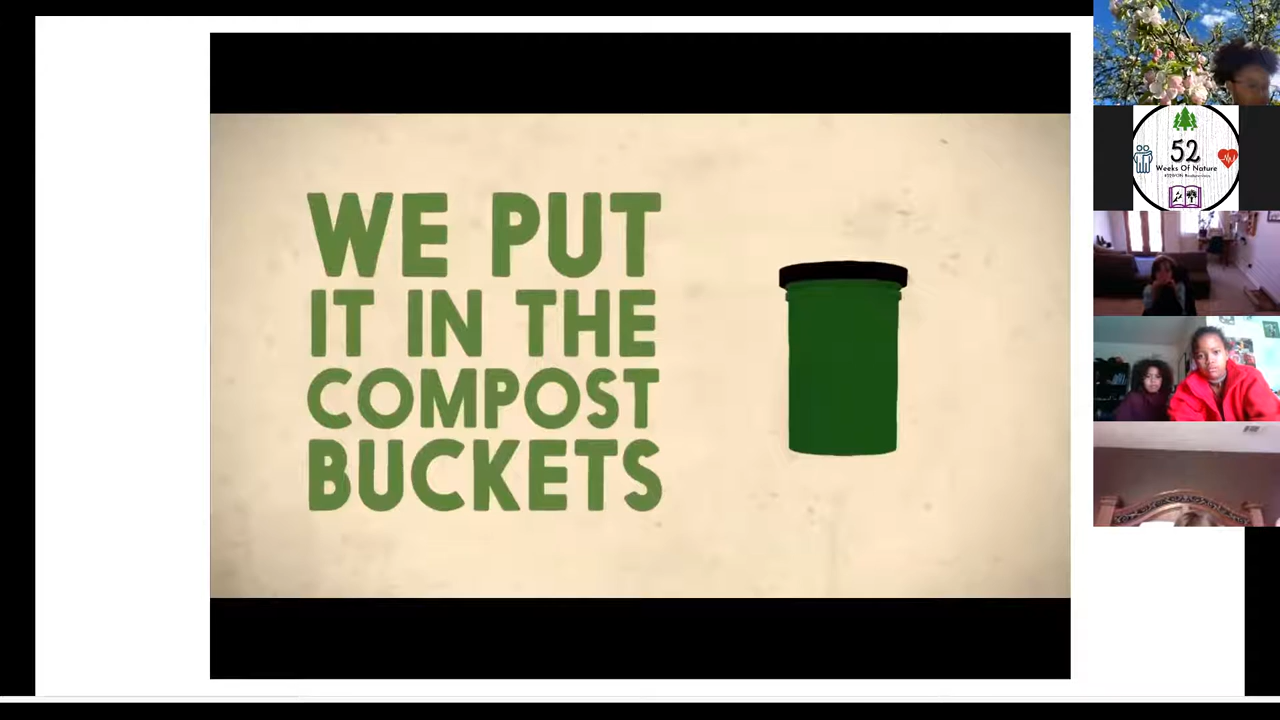 WE PUT
IT IN THE
COMPOST
BUCKETS
52
Weeks Of Nature